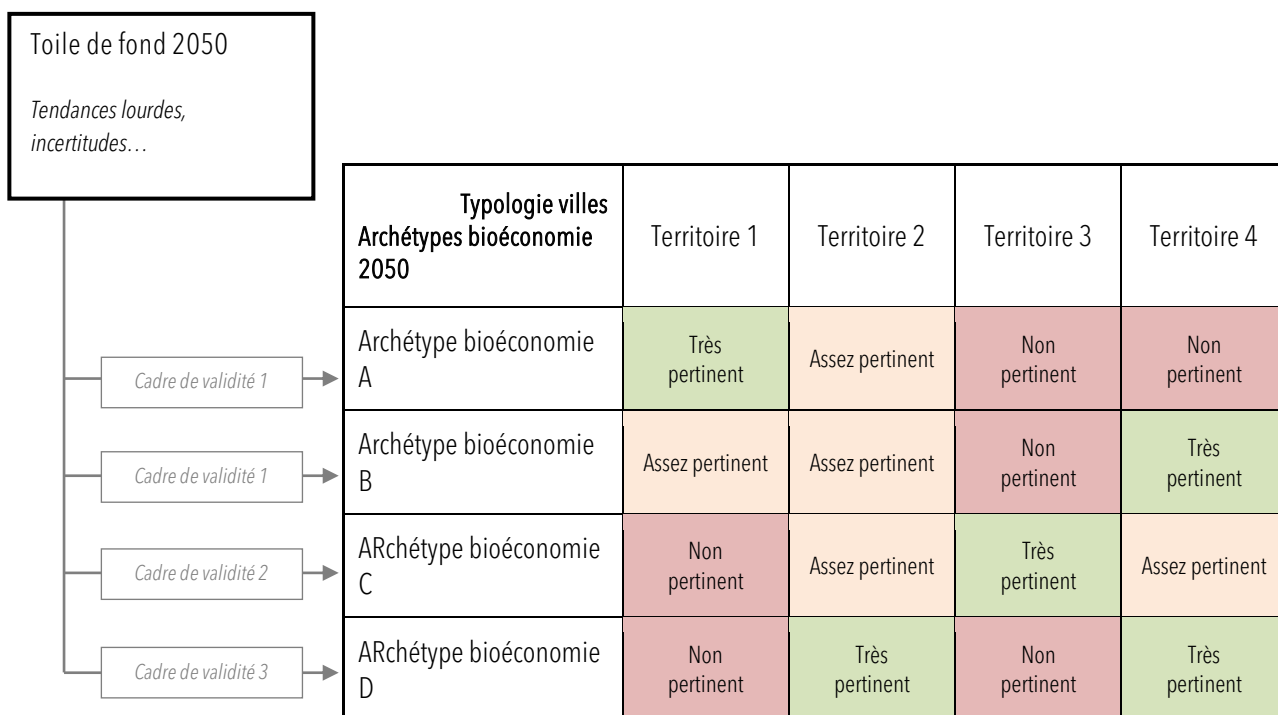 Toile de fond 2050
Tendances lourdes,
incertitudes…
Typologie villes
Archétypes bioéconomie
2050
Territoire 1
Territoire 2
Territoire 3
Territoire 4
Cadre de validité 1
Archétype bioéconomie
A
Très
pertinent
Assez pertinent
Non
pertinent
Non
pertinent
Cadre de validité 1
Archétype bioéconomie
B
Assez pertinent
Assez pertinent
Non
pertinent
Très
pertinent
Cadre de validité 2
ARchétype bioéconomie
C
Non
pertinent
Assez pertinent
Très
pertinent
Assez pertinent
Cadre de validité 3
ARchétype bioéconomie
D
Non
pertinent
Très
pertinent
Non
pertinent
Très
pertinent